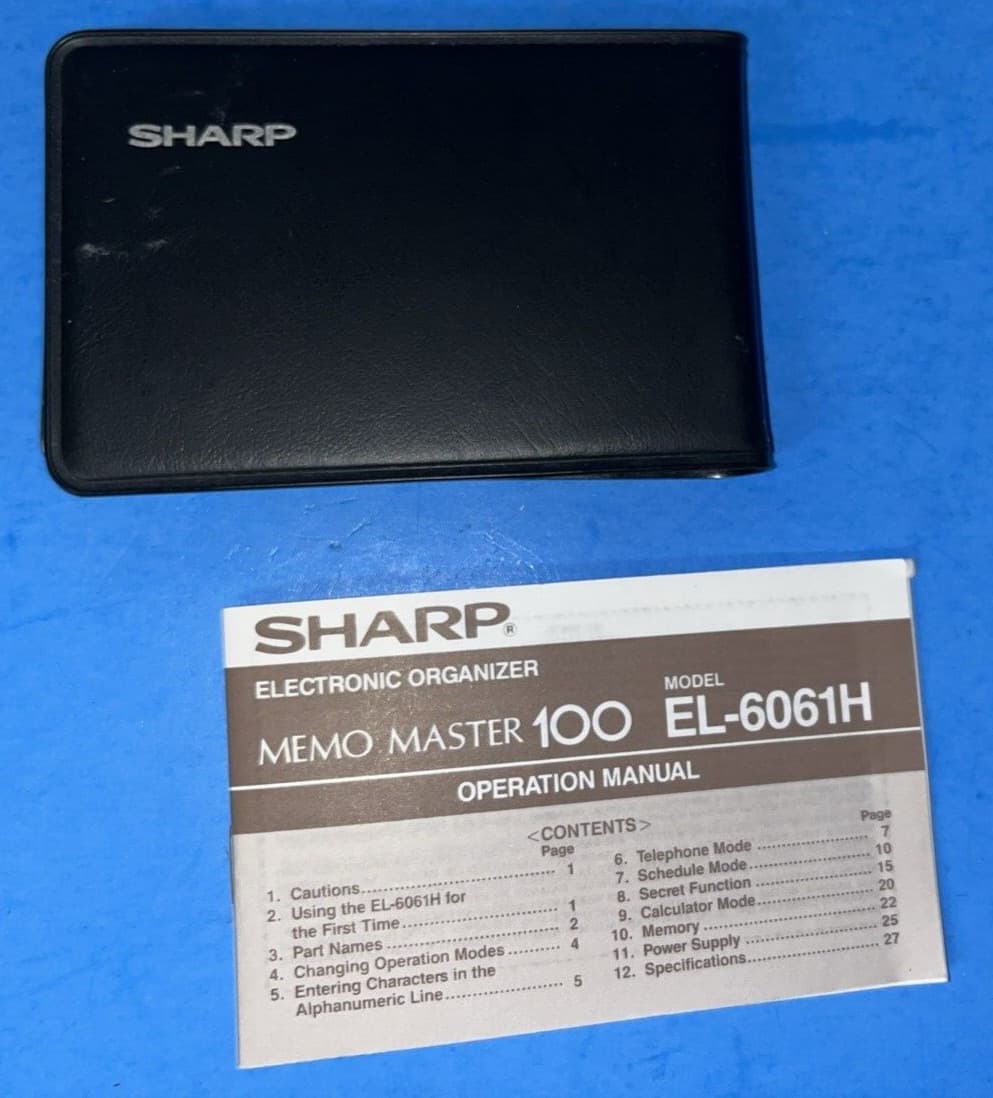 SHARP
SHARP®
ELECTRONIC ORGANIZER
MEMO MASTER 100
MODEL
EL-6061H
OPERATION MANUAL
<CONTENTS>
Page
1. Cautions.................................... 1
2. Using the EL-6061H for
the First Time............................. 1
3. Part Names ............................... 2
4. Changing Operation Modes ......... 4
5. Entering Characters in the
Alphanumeric Line...................... 5
Page
6. Telephone Mode .................... 7
7. Schedule Mode...................... 10
8. Secret Function ..................... 15
9. Calculator Mode..................... 20
10. Memory ................................ 22
11. Power Supply ........................ 25
12. Specifications........................ 27